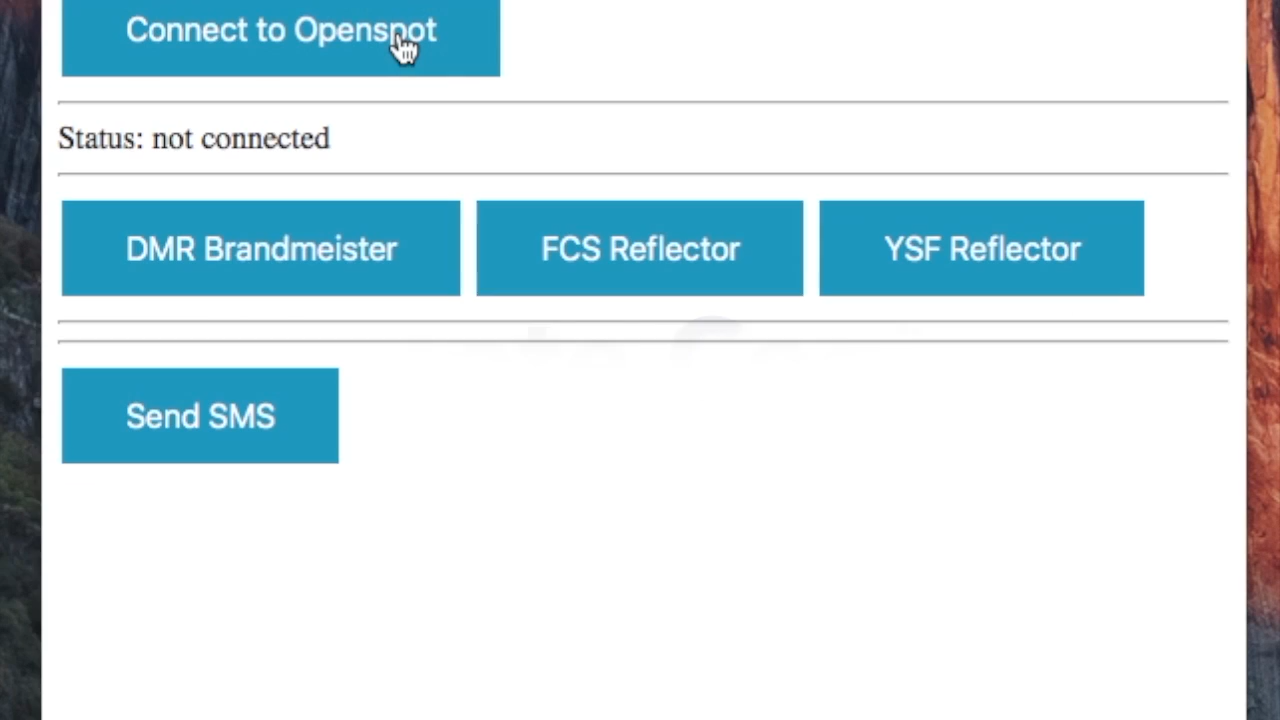 Connect to Openspot
Status: not connected
DMR Brandmeister FCS Reflector YSF Reflector
Send SMS